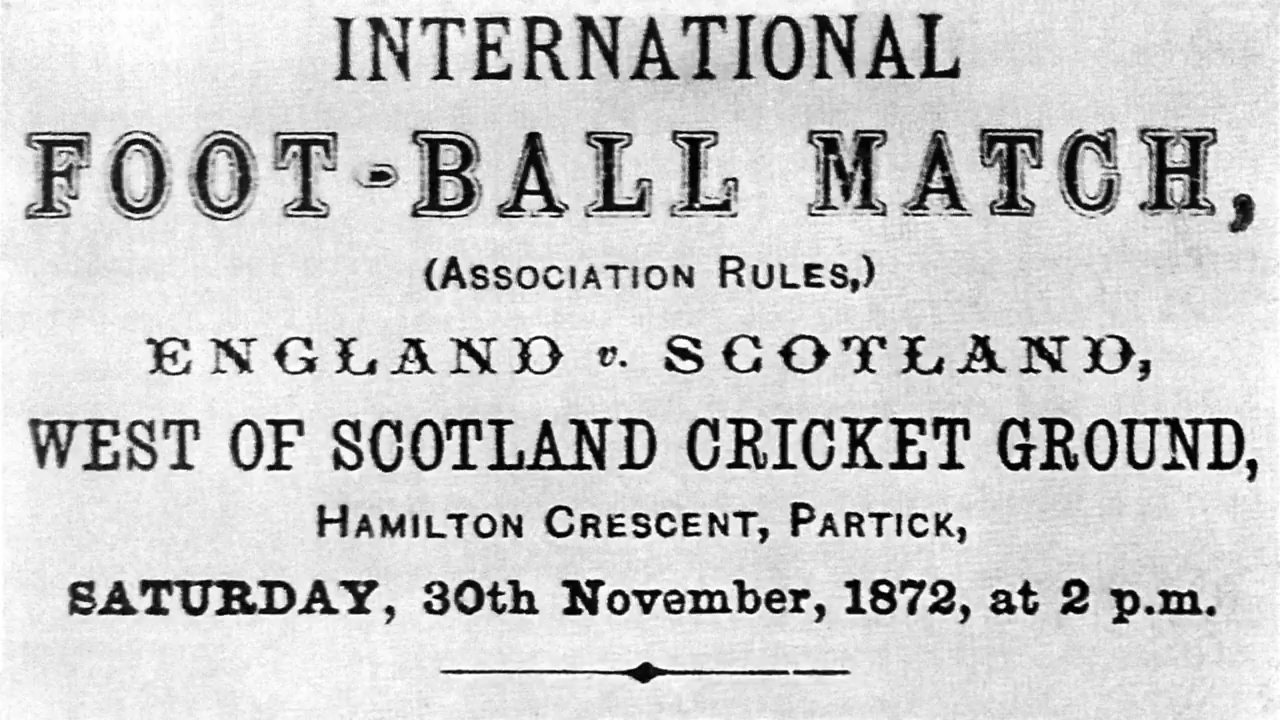 INTERNATIONAL
FOOT-BALL MATCH,
(ASSOCIATION RULES,)
ENGLAND v. SCOTLAND,
WEST OF SCOTLAND CRICKET GROUND,
HAMILTON CRESCENT, PARTICK,
SATURDAY, 30th November, 1872, at 2 p.m.